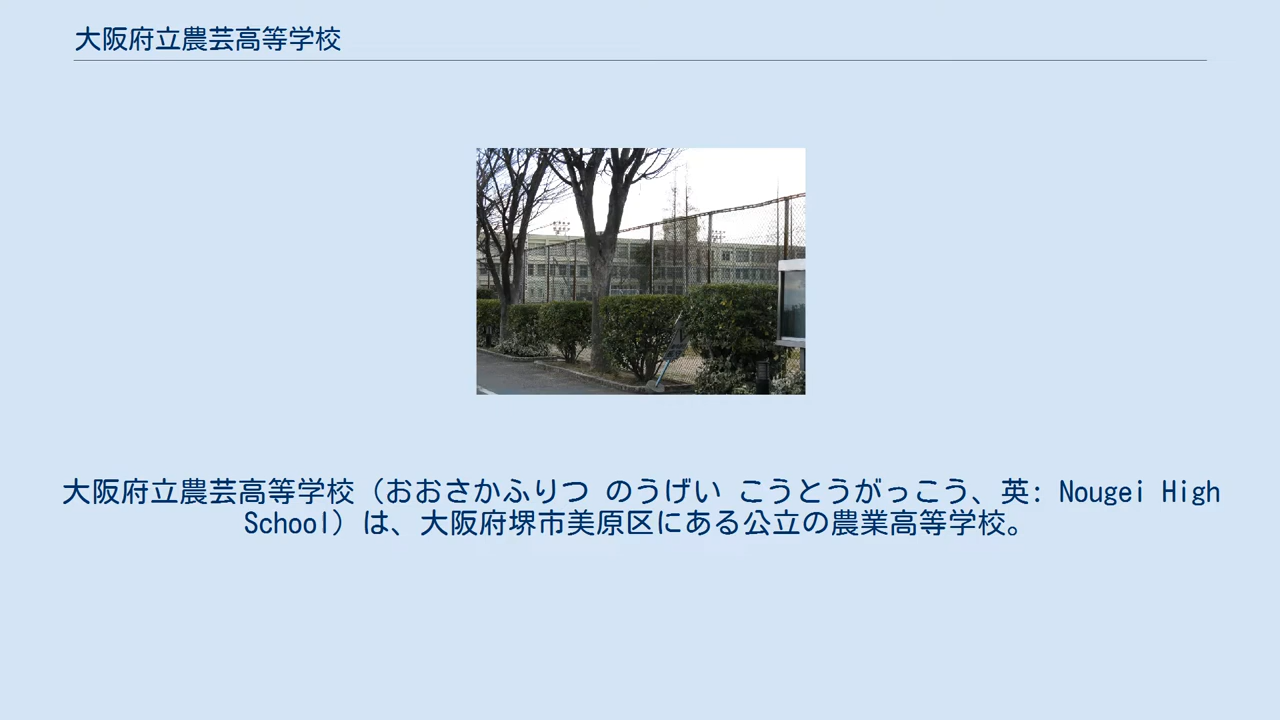 大阪府立農芸高等学校
大阪府立農芸高等学校（おおさかふりつ のうげい こうとうがっこう、英: Nougei High
School）は、大阪府堺市美原区にある公立の農業高等学校。